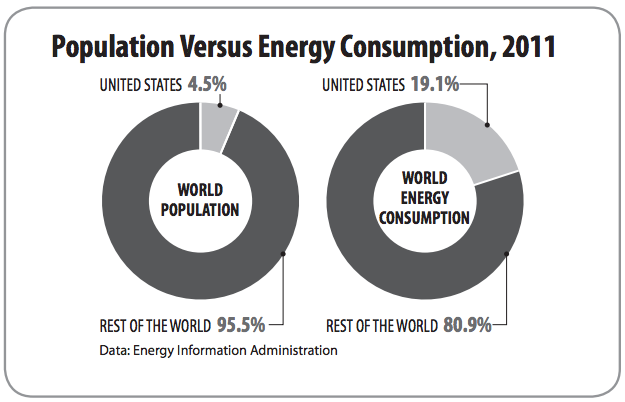 Population Versus Energy Consumption, 2011
UNITED STATES 4.5%
UNITED STATES 19.1%
WORLD
POPULATION
WORLD
ENERGY
CONSUMPTION
REST OF THE WORLD 95.5%
REST OF THE WORLD 80.9%
Data: Energy Information Administration